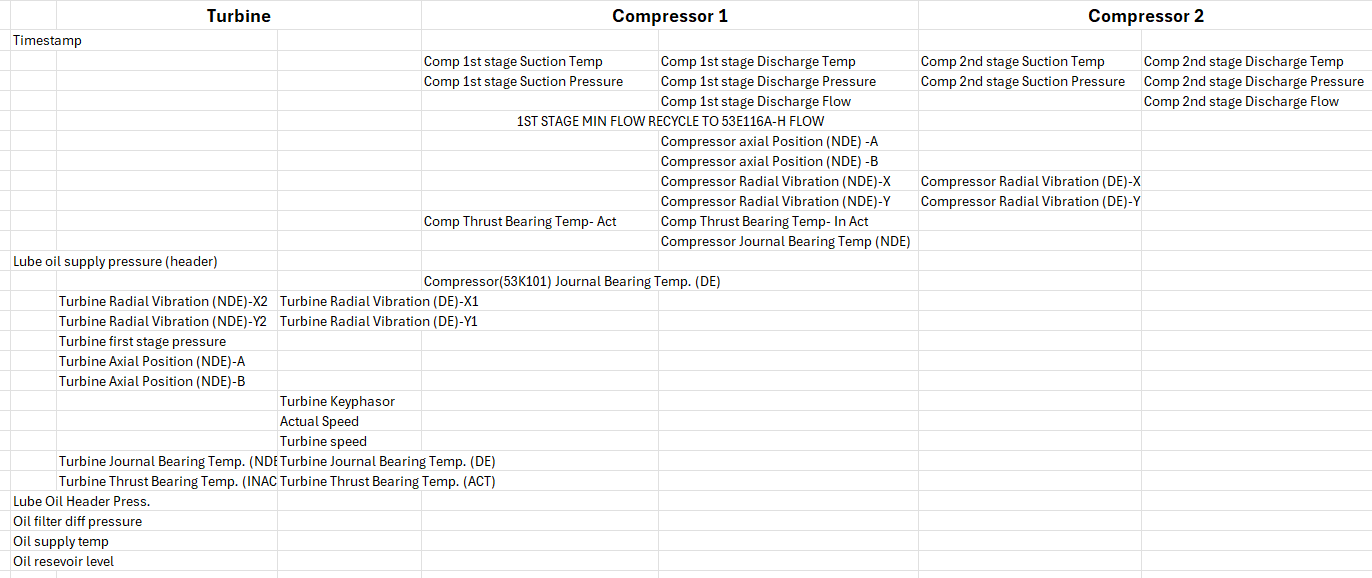 Turbine Compressor 1 Compressor 2
Timestamp
Comp 1st stage Suction Temp Comp 1st stage Discharge Temp Comp 2nd stage Suction Temp Comp 2nd stage Discharge Temp
Comp 1st stage Suction Pressure Comp 1st stage Discharge Pressure Comp 2nd stage Suction Pressure Comp 2nd stage Discharge Pressure
Comp 1st stage Discharge Flow Comp 2nd stage Discharge Flow
1ST STAGE MIN FLOW RECYCLE TO 53E116A-H FLOW
Compressor axial Position (NDE) -A
Compressor axial Position (NDE) -B
Compressor Radial Vibration (NDE)-X Compressor Radial Vibration (DE)-X
Compressor Radial Vibration (NDE)-Y Compressor Radial Vibration (DE)-Y
Comp Thrust Bearing Temp- Act Comp Thrust Bearing Temp- In Act
Compressor Journal Bearing Temp (NDE)
Lube oil supply pressure (header)
Compressor(53K101) Journal Bearing Temp. (DE)
Turbine Radial Vibration (NDE)-X2 Turbine Radial Vibration (DE)-X1
Turbine Radial Vibration (NDE)-Y2 Turbine Radial Vibration (DE)-Y1
Turbine first stage pressure
Turbine Axial Position (NDE)-A
Turbine Axial Position (NDE)-B
Turbine Keyphasor
Actual Speed
Turbine speed
Turbine Journal Bearing Temp. (NDE Turbine Journal Bearing Temp. (DE)
Turbine Thrust Bearing Temp. (INAC Turbine Thrust Bearing Temp. (ACT)
Lube Oil Header Press.
Oil filter diff pressure
Oil supply temp
Oil resevoir level